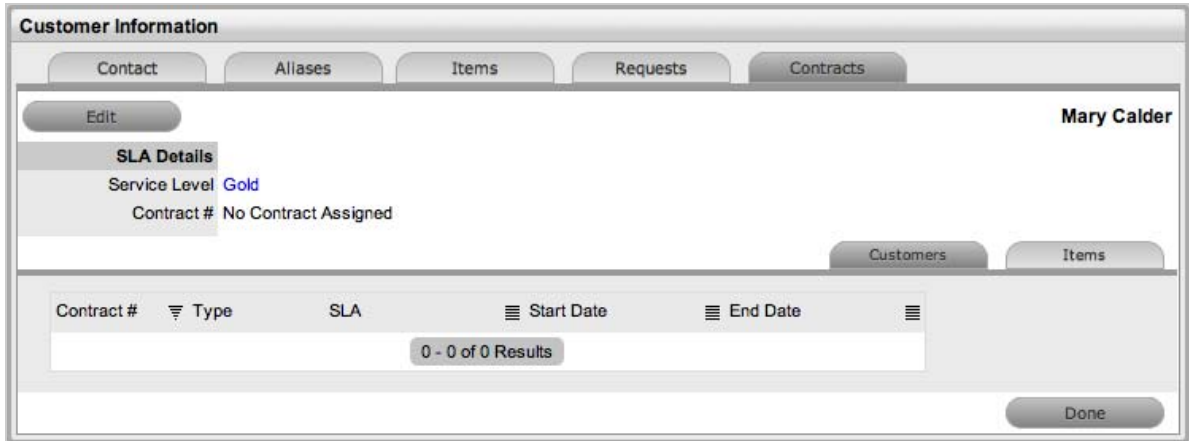 Customer Information
Contact Aliases Items Requests Contracts
Edit Mary Calder
SLA Details
Service Level Gold
Contract # No Contract Assigned
Customers Items
Contract # Type SLA Start Date End Date
0 - 0 of 0 Results
Done